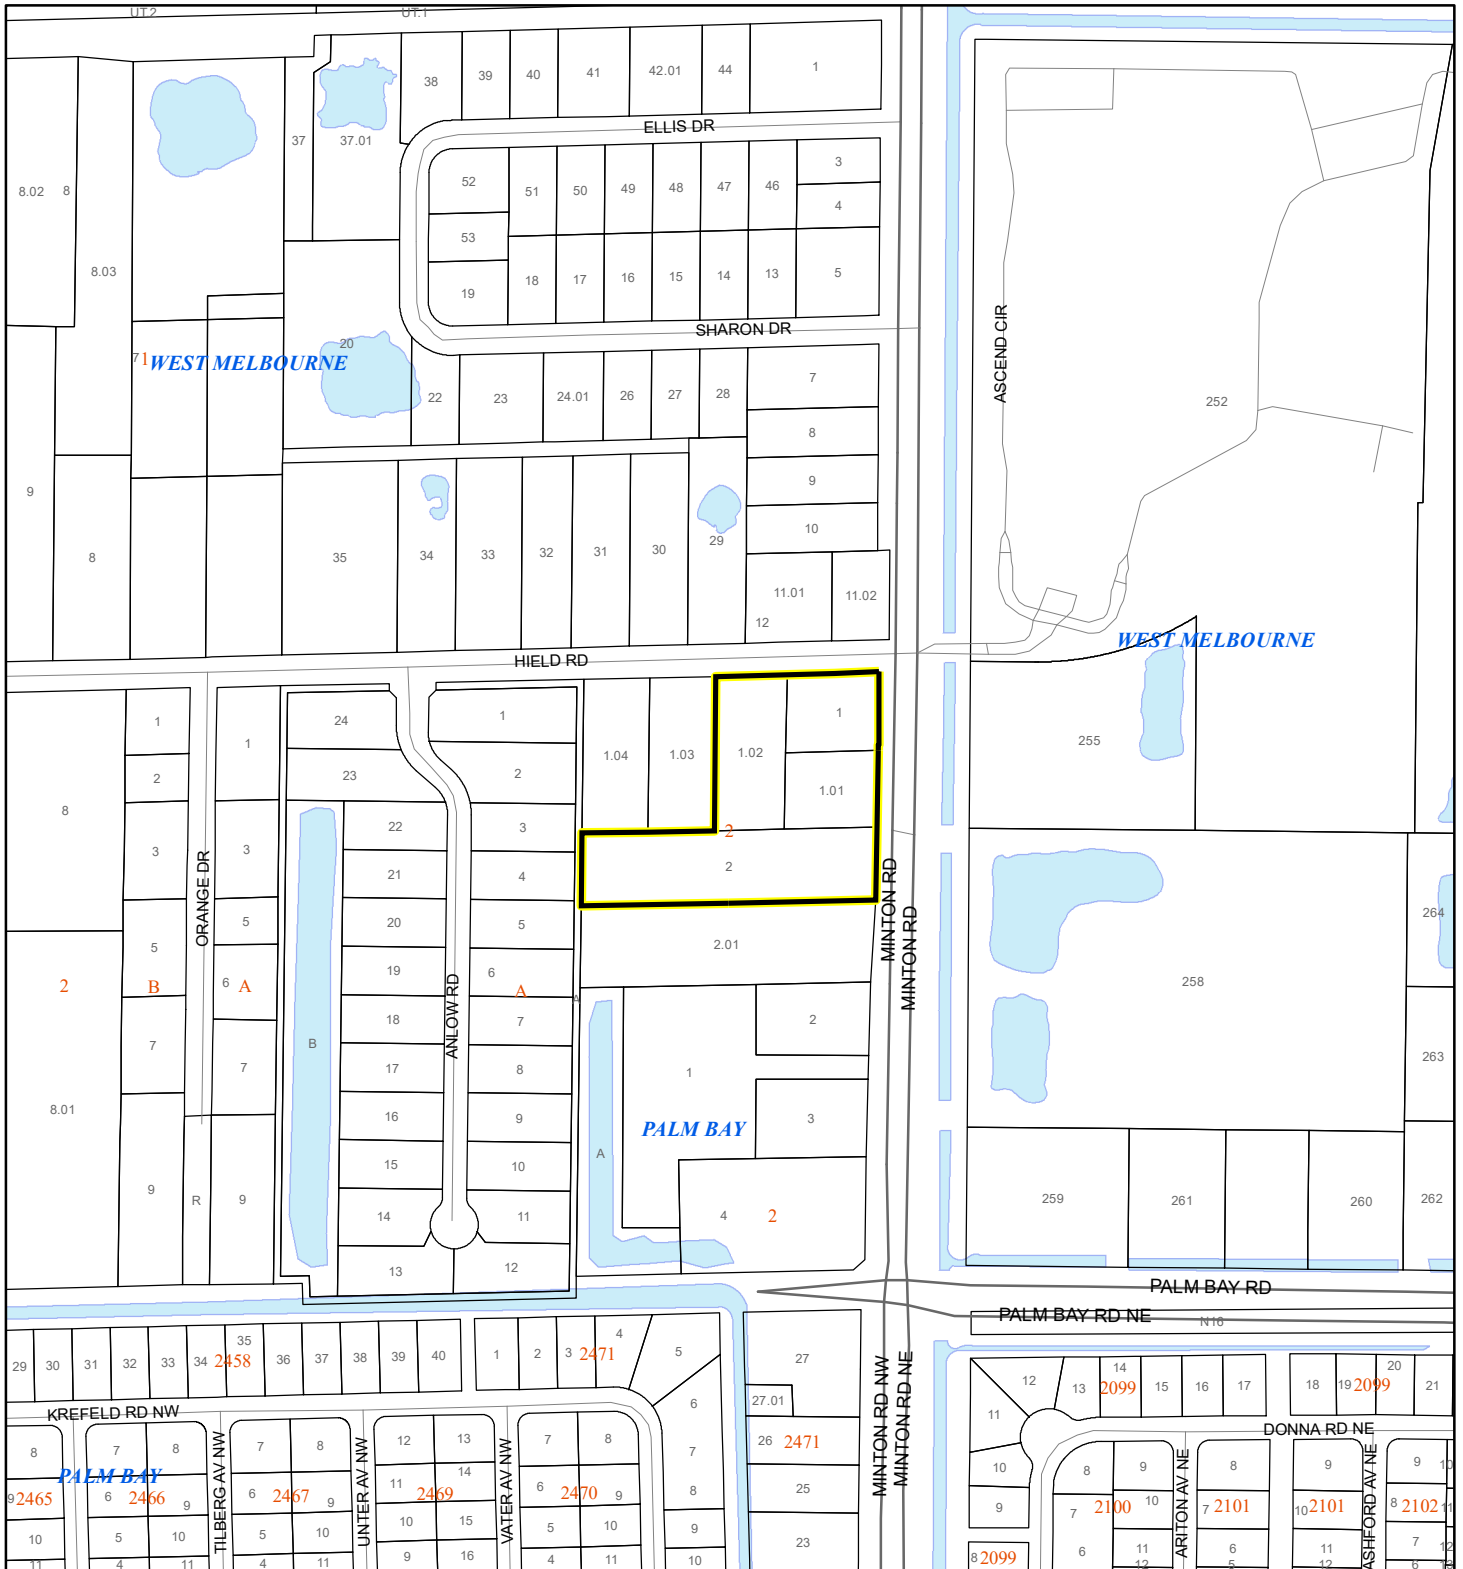 UT.2 UT.1
38 39 40 41 42.01 44 1
ELLIS DR
37 37.01
8.02 8
52 51 50 49 48 47 46 3
4
53
8.03
19 18 17 16 15 14 13 5
SHARON DR
ASCEND CIR
71 WEST MELBOURNE
20
22 23 24.01 26 27 28 7
252
8
9
9
10
8
35 34 33 32 31 30 29
11.01 11.02
12
WEST MELBOURNE
HIELD RD
1 1 24 1
1.04 1.03 1.02 1
255
2 23 2
8
1.01
22 3
2
3 3
ORANGE DR
21 4
2
MINTON RD
MINTON RD
264
5 5
20 5
2.01
2 B 6 A
19 6 A
A
258
18 7
2
B
7
7
ANLOW RD
17 8
1
263
8.01
16 9
3
PALM BAY
15 10
A
9 R 9
14 11
4 2
259 261 260 262
13 12
PALM BAY RD
PALM BAY RD NE
N16
29 30 31 32 33 34 35 2458 36 37 38 39 40
1 2 3 4 2471 5
27
12 13 14 2099 15 16 17 18 19 20 2099 21
MINTON RD NW
MINTON RD NE
27.01
6
11
KREFELD RD NW
DONNA RD NE
8 7 8 7 8 12 13 7 8 7
26 2471
PALM BAY
10 8 9 8 9 9 10
TILBERG AV NW
UNTER AV NW
VATER AV NW
ARITON AV NE
ASHFORD AV NE
14
9 2465 6 2466 9 6 2467 9 11 2469 6 2470 9 8 25
9 7 2100 10 7 2101 10 2101 8 2102 11
10 5 10 5 10 10 15 5 10 9 23
6 11 6 11 7 12
11 4 11 4 11 9 16 4 11 10
8 2099 12 5 12 6 13